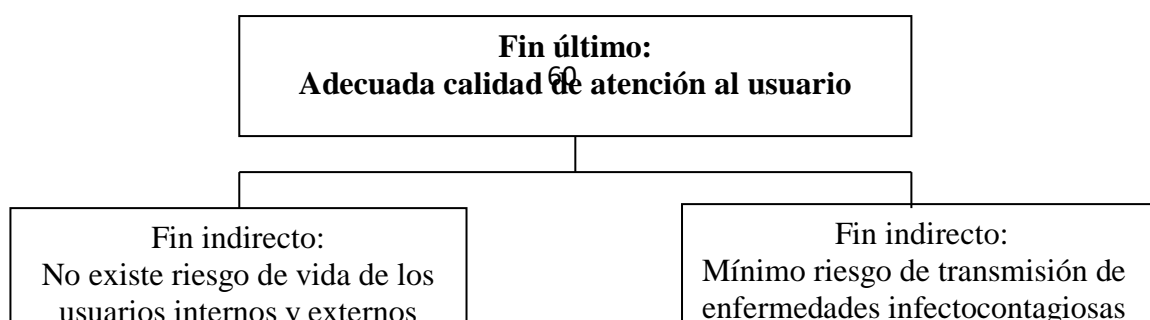 Fin último:
60
Adecuada calidad de atención al usuario
Fin indirecto:
No existe riesgo de vida de los
usuarios internos y externos
Fin indirecto:
Mínimo riesgo de transmisión de
enfermedades infectocontagiosas